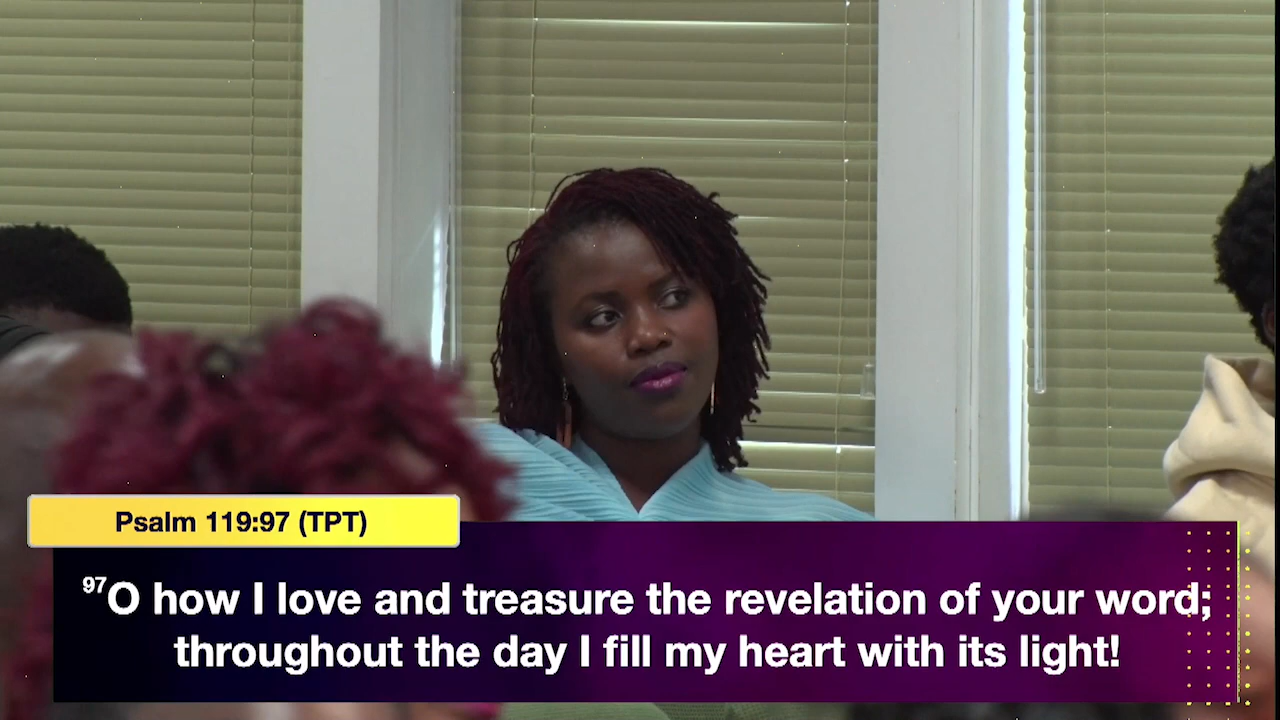 Psalm 119:97 (TPT)
⁹⁷O how I love and treasure the revelation of your word;
throughout the day I fill my heart with its light!